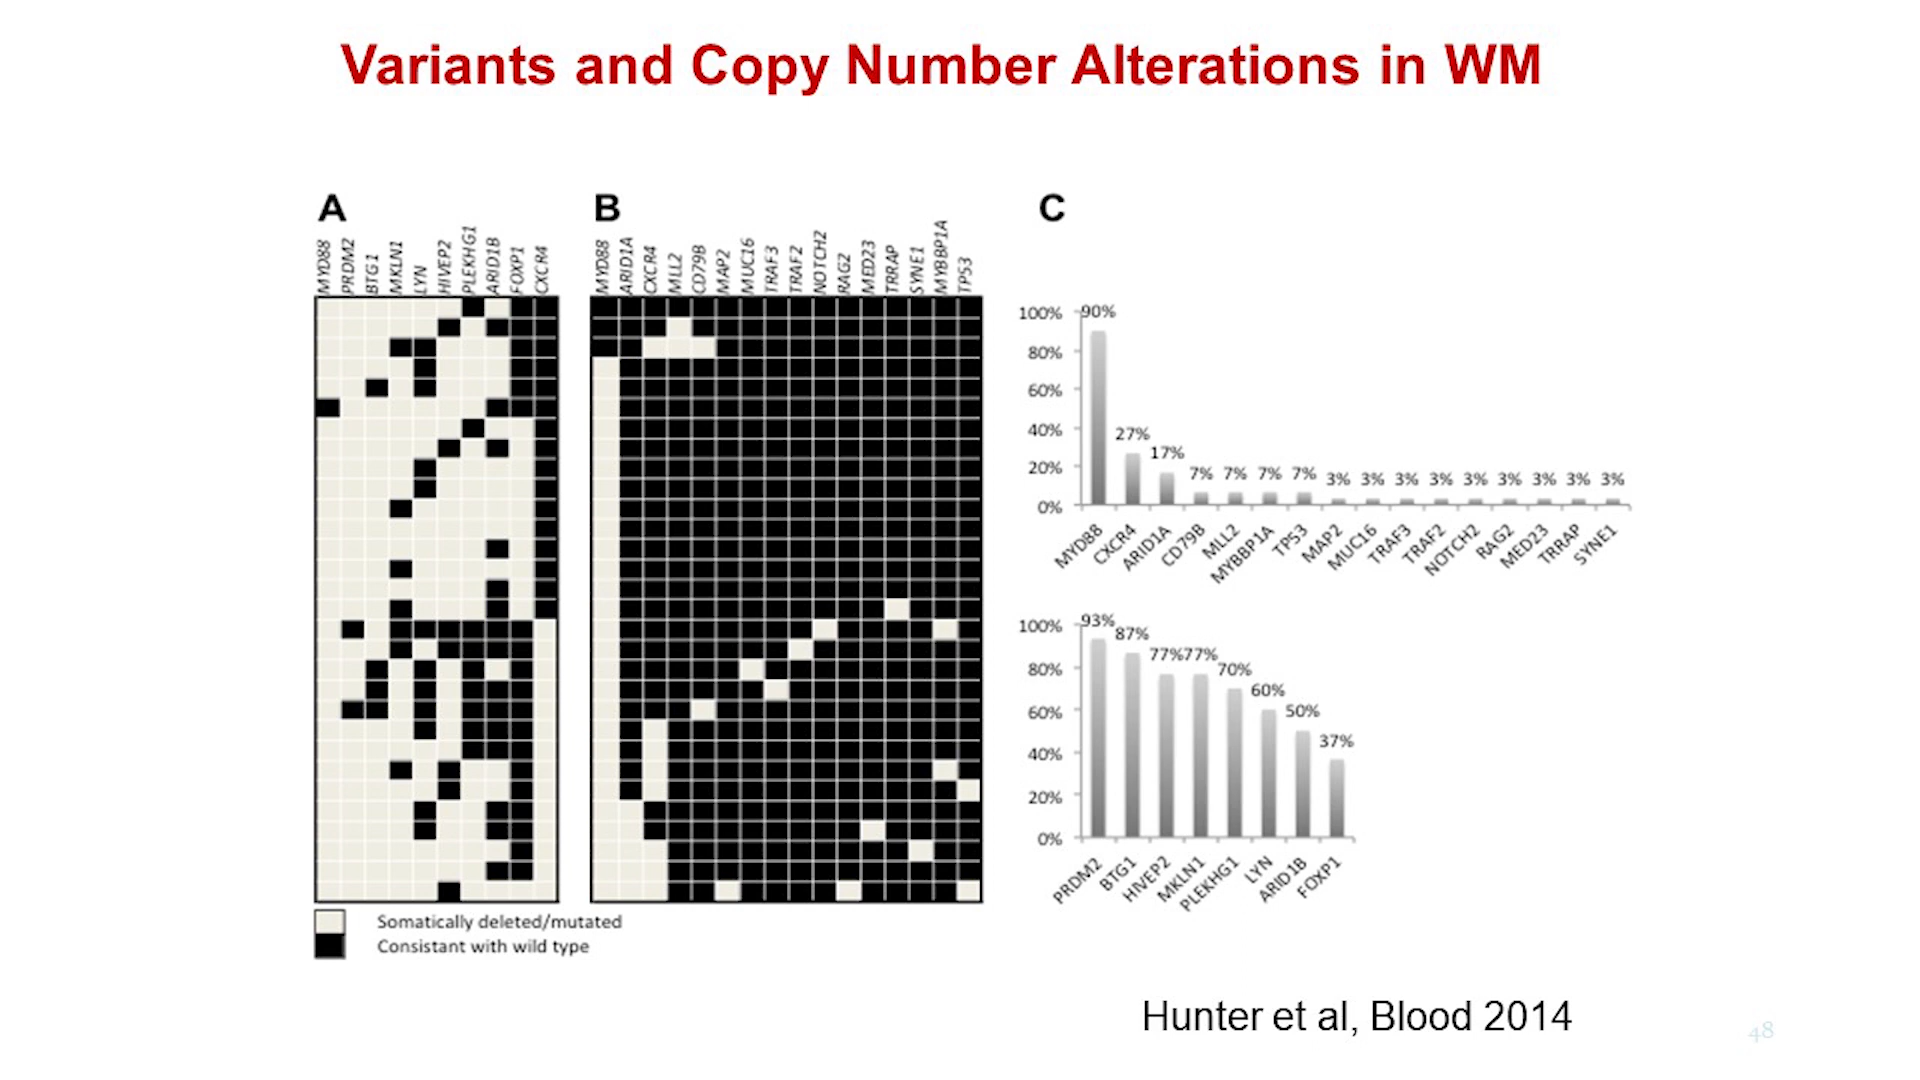 Variants and Copy Number Alterations in WM
A
MYD88
PRDM2
BTG1
MKLN1
LYN
HIVEP2
PLEKHG1
ARID1B
FOXP1
CXCR4
B
MYD88
ARID1A
CXCR4
MLL2
CD79B
MAP2
MUC16
TRAF3
TRAF2
NOTCH2
RAG2
MED23
TRRAP
SYNE1
MYBBP1A
TP53
Somatically deleted/mutated
Consistant with wild type
C
100%
80%
60%
40%
20%
0%
90%
27%
17%
7%
7%
7%
7%
3%
3%
3%
3%
3%
3%
3%
3%
3%
MYD88
CXCR4
ARID1A
CD79B
MLL2
MYBBP1A
TP53
MAP2
MUC16
TRAF3
TRAF2
NOTCH2
RAG2
MED23
TRRAP
SYNE1
100%
80%
60%
40%
20%
0%
93%
87%
77%
77%
70%
60%
50%
37%
PRDM2
BTG1
HIVEP2
MKLN1
PLEKHG1
LYN
ARID1B
FOXP1
Hunter et al, Blood 2014
48